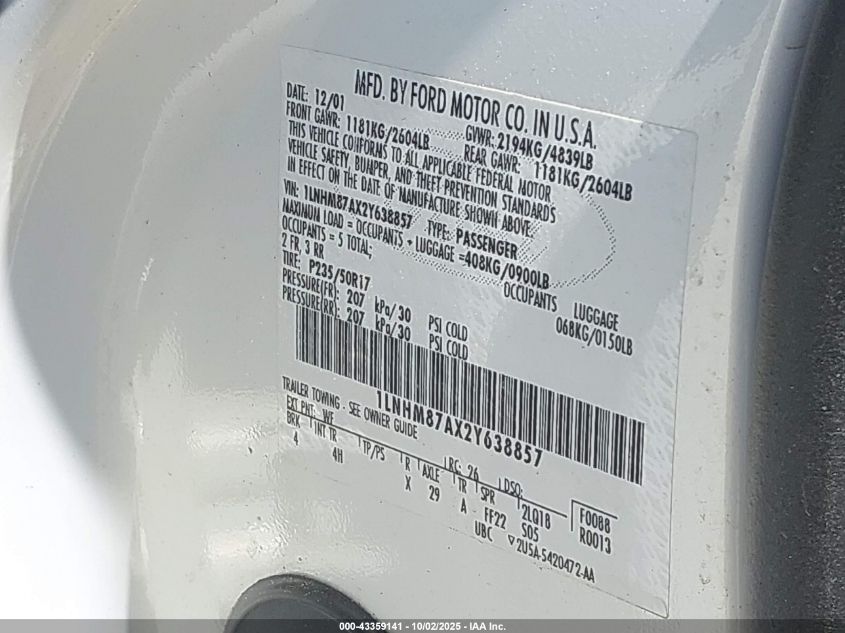 MFD. BY FORD MOTOR CO. IN U.S.A.
DATE: 12/01 GVWR: 2194KG/4839LB
FRONT GAWR: 1181KG/2604LB REAR GAWR: 1181KG/2604LB
THIS VEHICLE CONFORMS TO ALL APPLICABLE FEDERAL MOTOR
VEHICLE SAFETY, BUMPER, AND THEFT PREVENTION STANDARDS
IN EFFECT ON THE DATE OF MANUFACTURE SHOWN ABOVE.
VIN: 1LNHM87AX2Y638857 TYPE: PASSENGER
MAXIMUM LOAD = OCCUPANTS + LUGGAGE =408KG/0900LB
OCCUPANTS = 5 TOTAL; OCCUPANTS LUGGAGE
2 FR, 3 RR 068KG/0150LB
TIRE: P235/50R17
PRESSURE(FR): 207 kPa/30 PSI COLD
PRESSURE(RR): 207 kPa/30 PSI COLD
1LNHM87AX2Y638857
TRAILER TOWING - SEE OWNER GUIDE
EXT PNT: WF RC: 26 DSO: F0088
BRK INT TR TP/PS R AXLE TR SPR 2LQ1B R0013
4 4H X 29 A FF22 S05
UBC ▽2U5A-5420472-AA
000-43359141 - 10/02/2025 - IAA Inc.